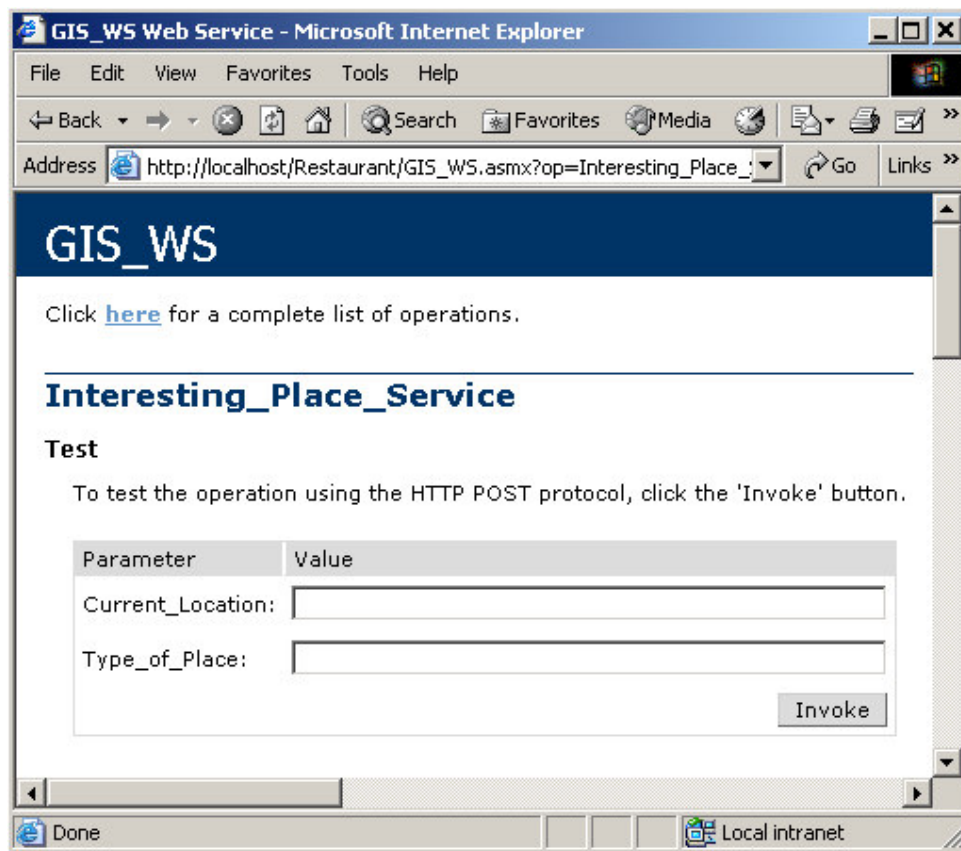 GIS_WS Web Service - Microsoft Internet Explorer
File Edit View Favorites Tools Help
Back Search Favorites Media »
Address http://localhost/Restaurant/GIS_WS.asmx?op=Interesting_Place_ Go Links »
GIS_WS
Click here for a complete list of operations.
Interesting_Place_Service
Test
To test the operation using the HTTP POST protocol, click the 'Invoke' button.
Parameter Value
Current_Location:
Type_of_Place:
Invoke
Done Local intranet